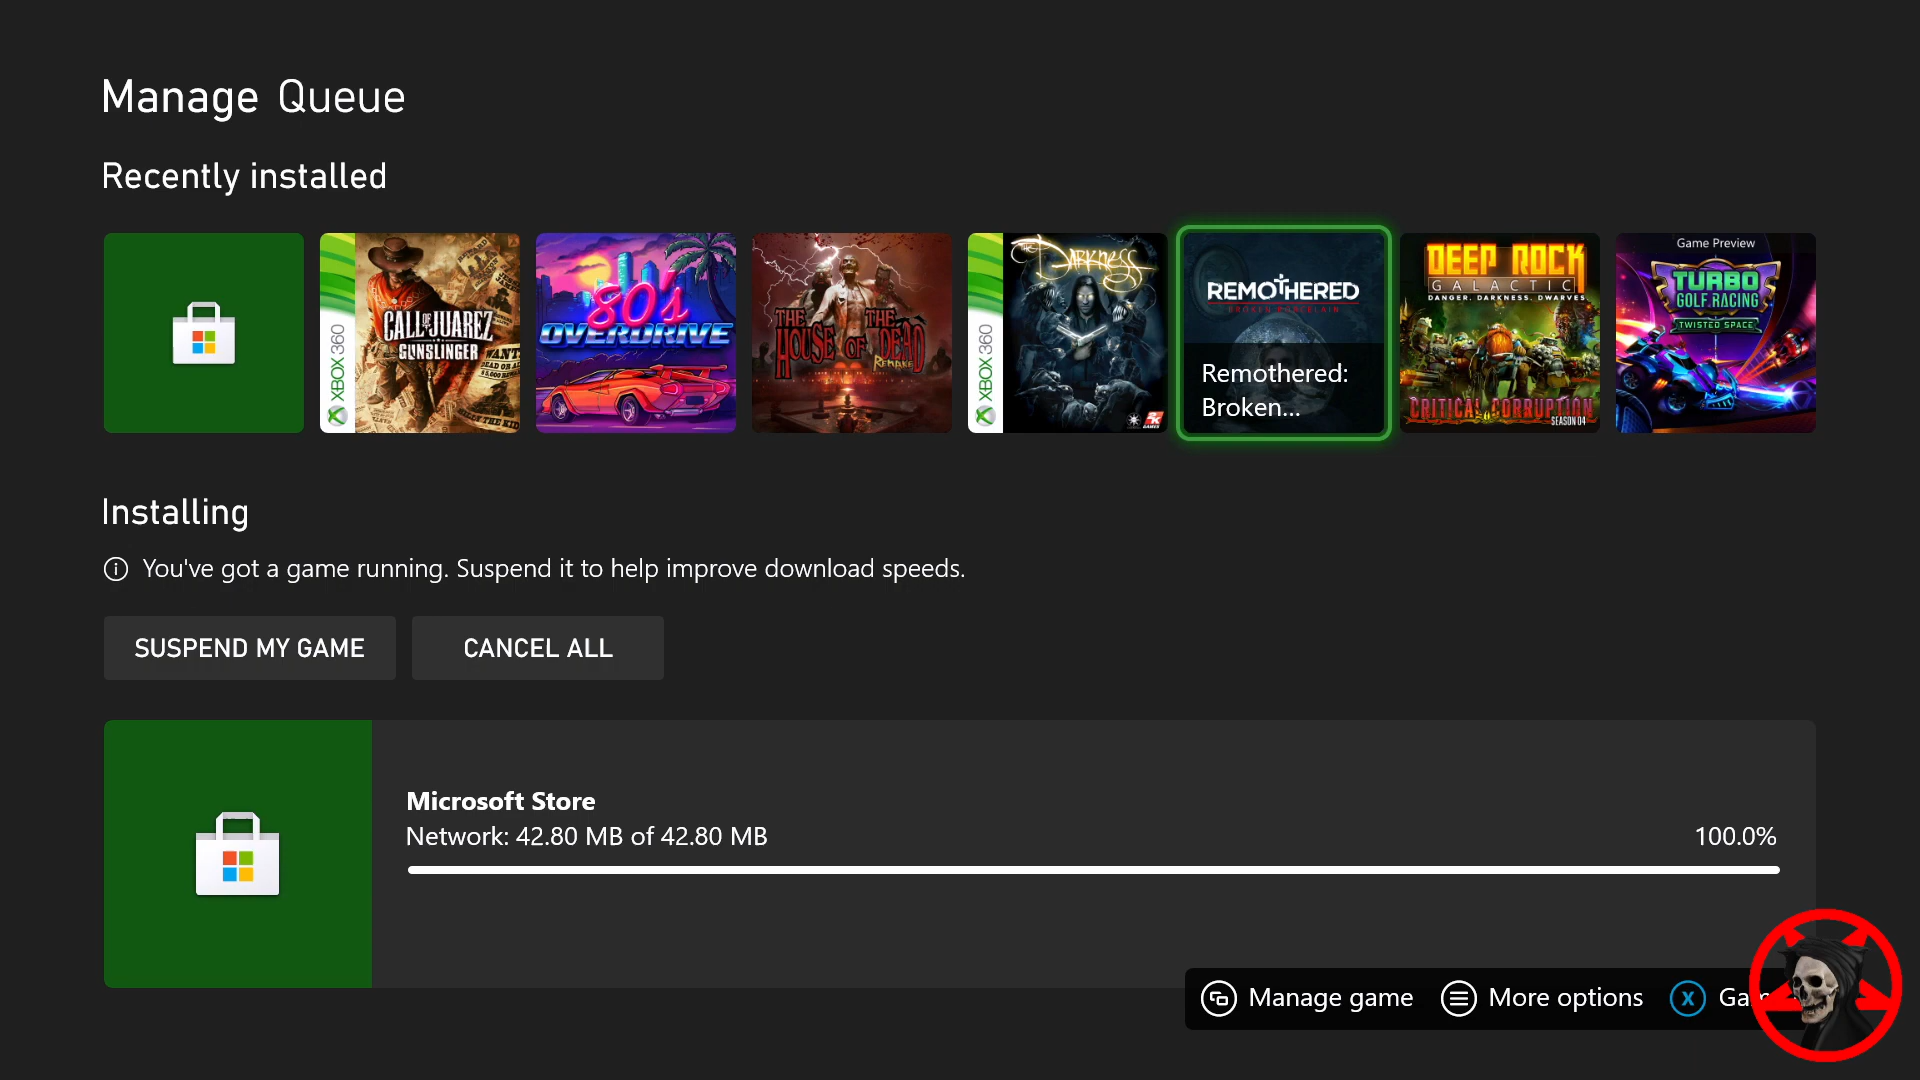 Manage Queue
Recently installed
XBOX 360
CALL OF JUAREZ
GUNSLINGER
80's
OVERDRIVE
THE HOUSE OF THE DEAD
REMAKE
XBOX 360
THE DARKNESS
2K GAMES
REMOTHERED
BROKEN PORCELAIN
Remothered:
Broken...
DEEP ROCK
GALACTIC
DANGER. DARKNESS. DWARVES.
CRITICAL CORRUPTION
SEASON 04
Game Preview
TURBO
GOLF RACING
TWISTED SPACE
Installing
You've got a game running. Suspend it to help improve download speeds.
SUSPEND MY GAME
CANCEL ALL
Microsoft Store
Network: 42.80 MB of 42.80 MB
100.0%
Manage game
More options
X